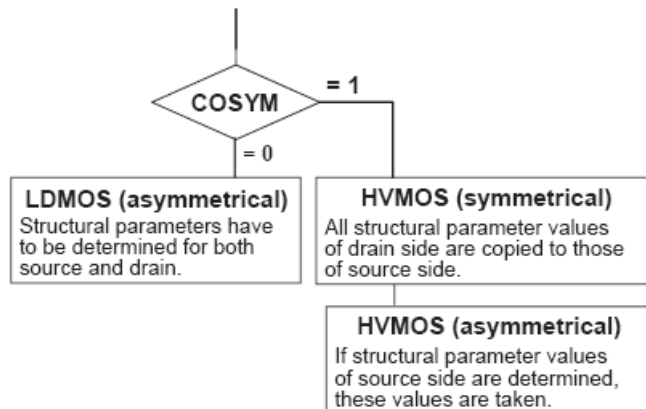 COSYM
= 1
= 0
LDMOS (asymmetrical)
Structural parameters have
to be determined for both
source and drain.
HVMOS (symmetrical)
All structural parameter values
of drain side are copied to those
of source side.
HVMOS (asymmetrical)
If structural parameter values
of source side are determined,
these values are taken.